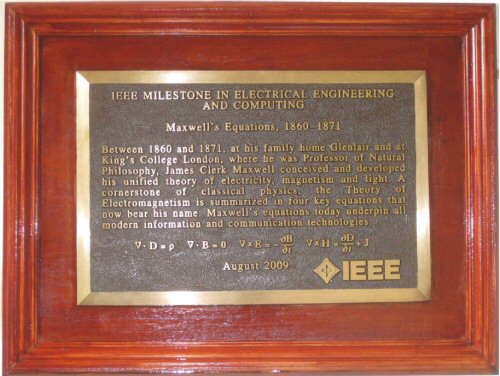 IEEE MILESTONE IN ELECTRICAL ENGINEERING
AND COMPUTING
Maxwell's Equations, 1860–1871
Between 1860 and 1871, at his family home Glenlair and at
King's College London, where he was Professor of Natural
Philosophy, James Clerk Maxwell conceived and developed
his unified theory of electricity, magnetism and light. A
cornerstone of classical physics, the Theory of
Electromagnetism is summarized in four key equations that
now bear his name. Maxwell's equations today underpin all
modern information and communication technologies.
∇·D=ρ ∇·B=0 ∇×E=−∂B/∂t ∇×H=∂D/∂t+J
August 2009 IEEE